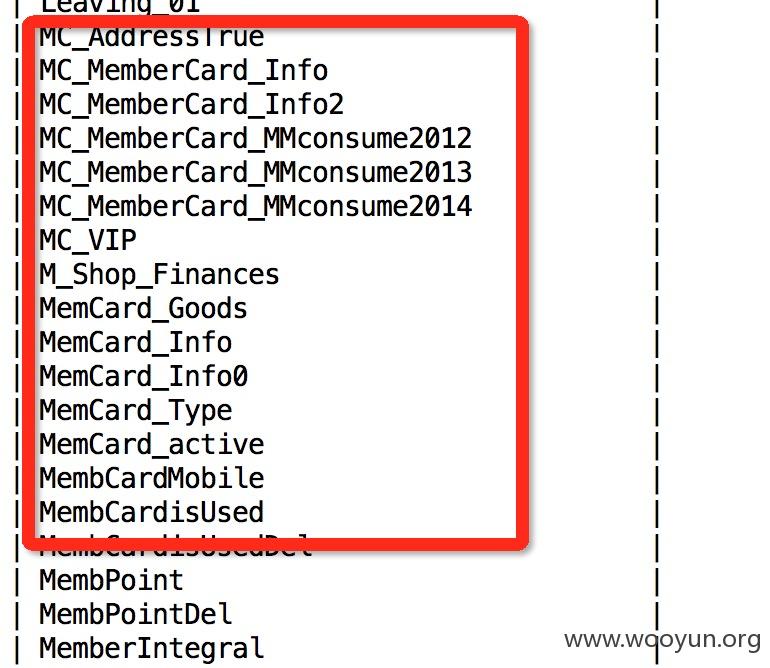 | Leaving_01 |
| MC_AddressTrue |
| MC_MemberCard_Info |
| MC_MemberCard_Info2 |
| MC_MemberCard_MMconsume2012 |
| MC_MemberCard_MMconsume2013 |
| MC_MemberCard_MMconsume2014 |
| MC_VIP |
| M_Shop_Finances |
| MemCard_Goods |
| MemCard_Info |
| MemCard_Info0 |
| MemCard_Type |
| MemCard_active |
| MembCardMobile |
| MembCardisUsed |
| MembCardisUsedDel |
| MembPoint |
| MembPointDel |
| MemberIntegral |
www.wooyun.org